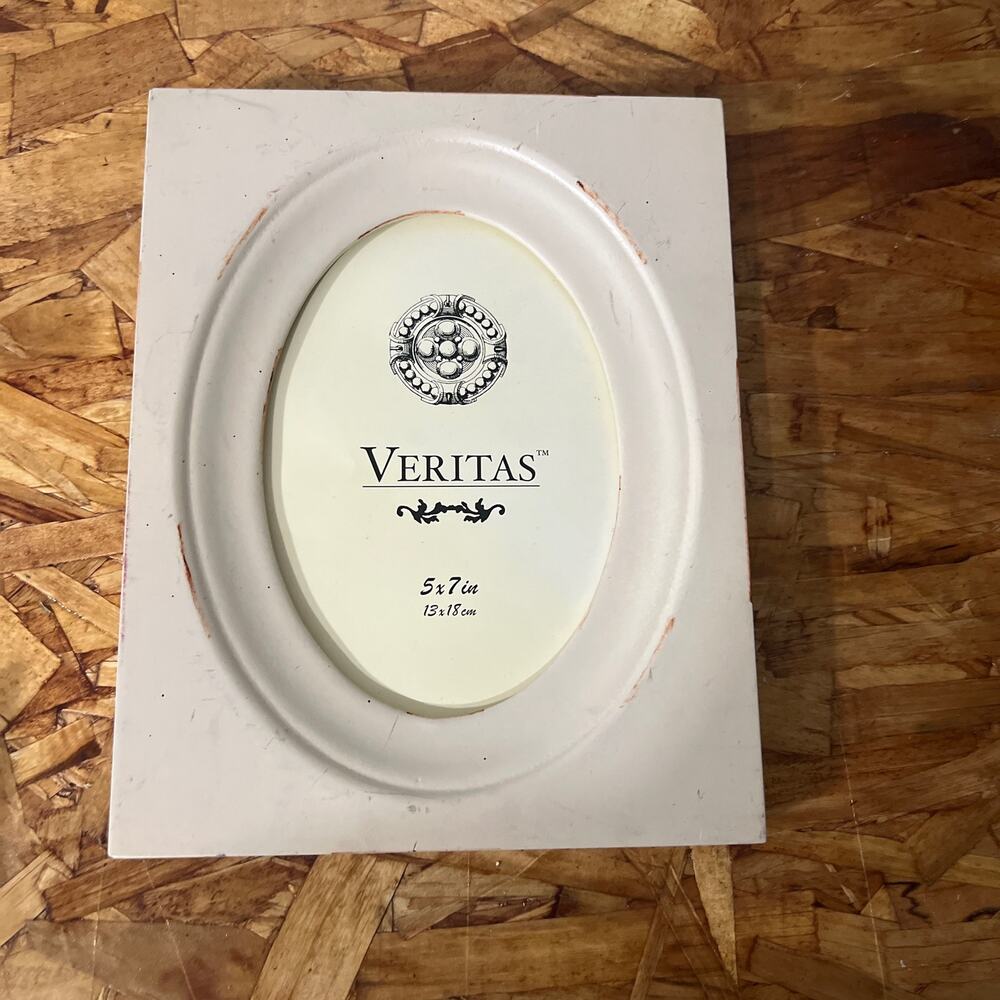 VERITAS™
5x7in
13x18cm